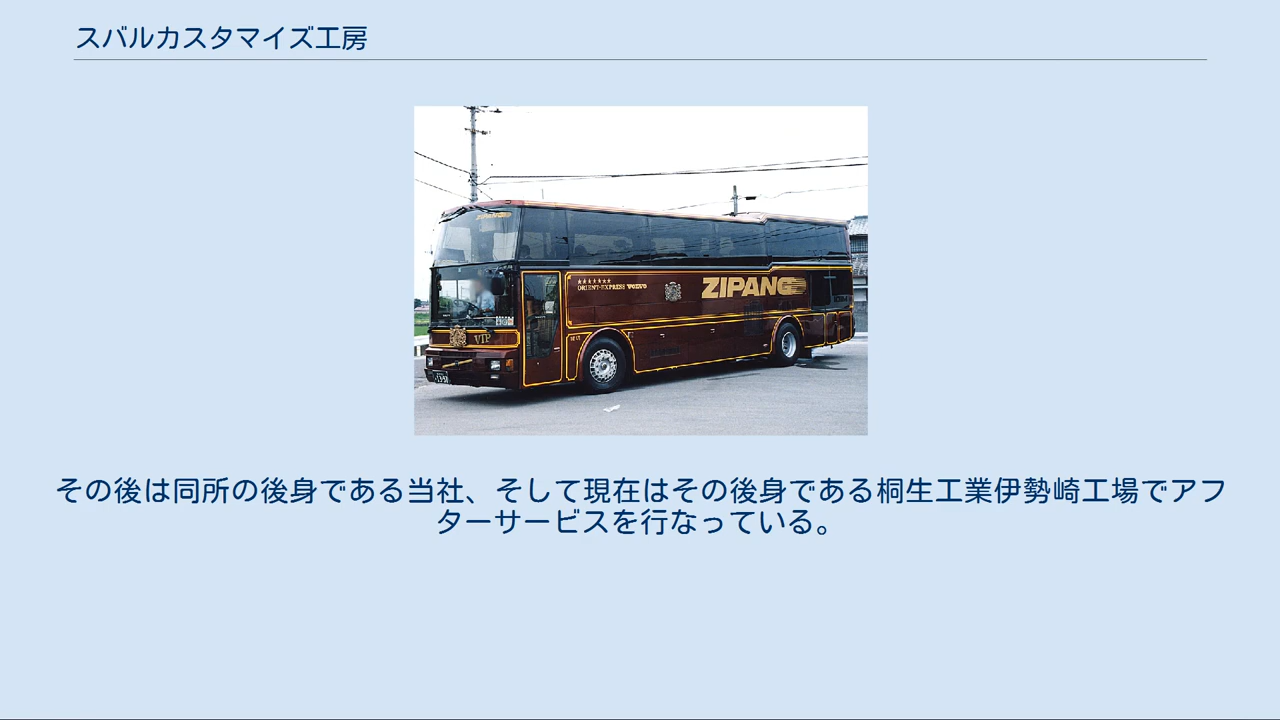 スバルカスタマイズ工房
ZIPANG
★★★★★★★
ORIENT-EXPRESS VOLVO
ZIPANG
VIP
その後は同所の後身である当社、そして現在はその後身である桐生工業伊勢崎工場でアフ
ターサービスを行なっている。